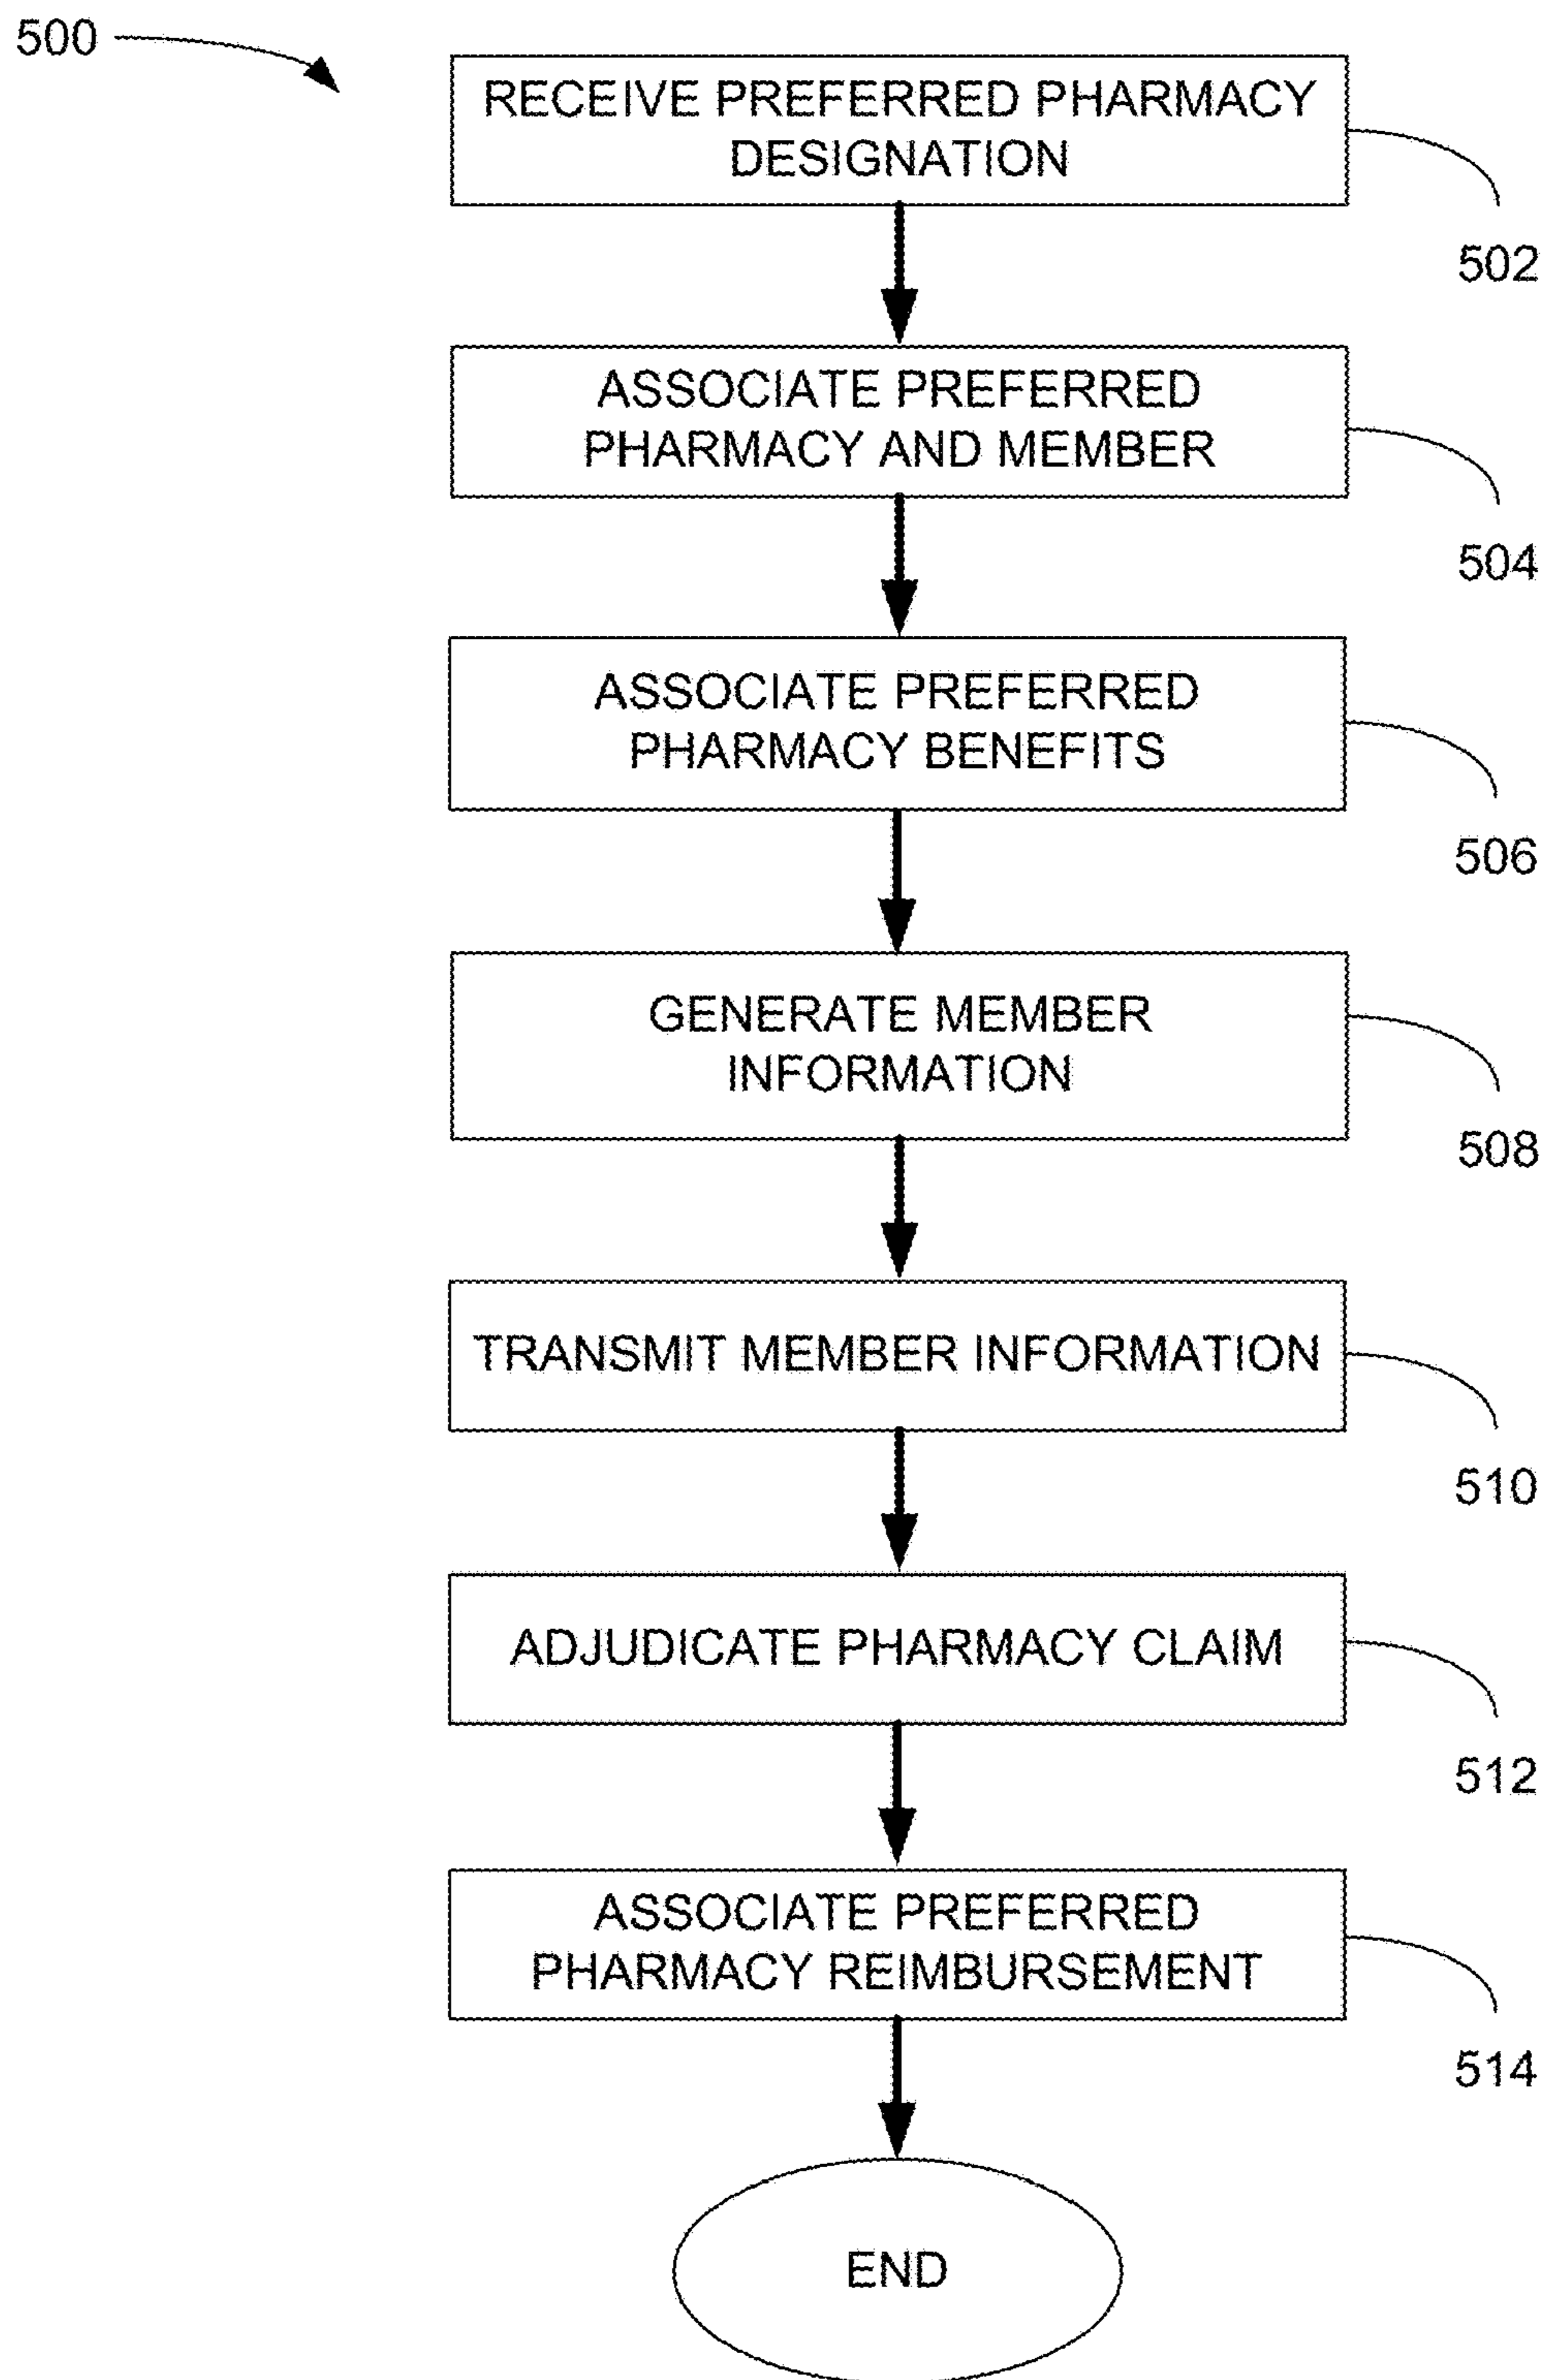 500
RECEIVE PREFERRED PHARMACY
DESIGNATION
502
ASSOCIATE PREFERRED
PHARMACY AND MEMBER
504
ASSOCIATE PREFERRED
PHARMACY BENEFITS
506
GENERATE MEMBER
INFORMATION
508
TRANSMIT MEMBER INFORMATION
510
ADJUDICATE PHARMACY CLAIM
512
ASSOCIATE PREFERRED
PHARMACY REIMBURSEMENT
514
END